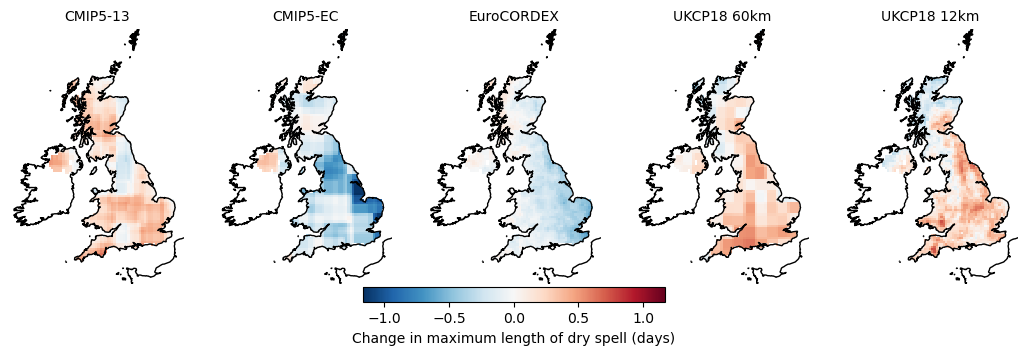 CMIP5-13
CMIP5-EC
EuroCORDEX
UKCP18 60km
UKCP18 12km
−1.0
−0.5
0.0
0.5
1.0
Change in maximum length of dry spell (days)